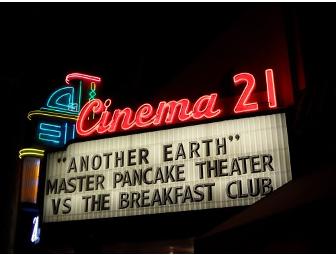 Cinema 21
"ANOTHER EARTH"
MASTER PANCAKE THEATER
VS THE BREAKFAST CLUB